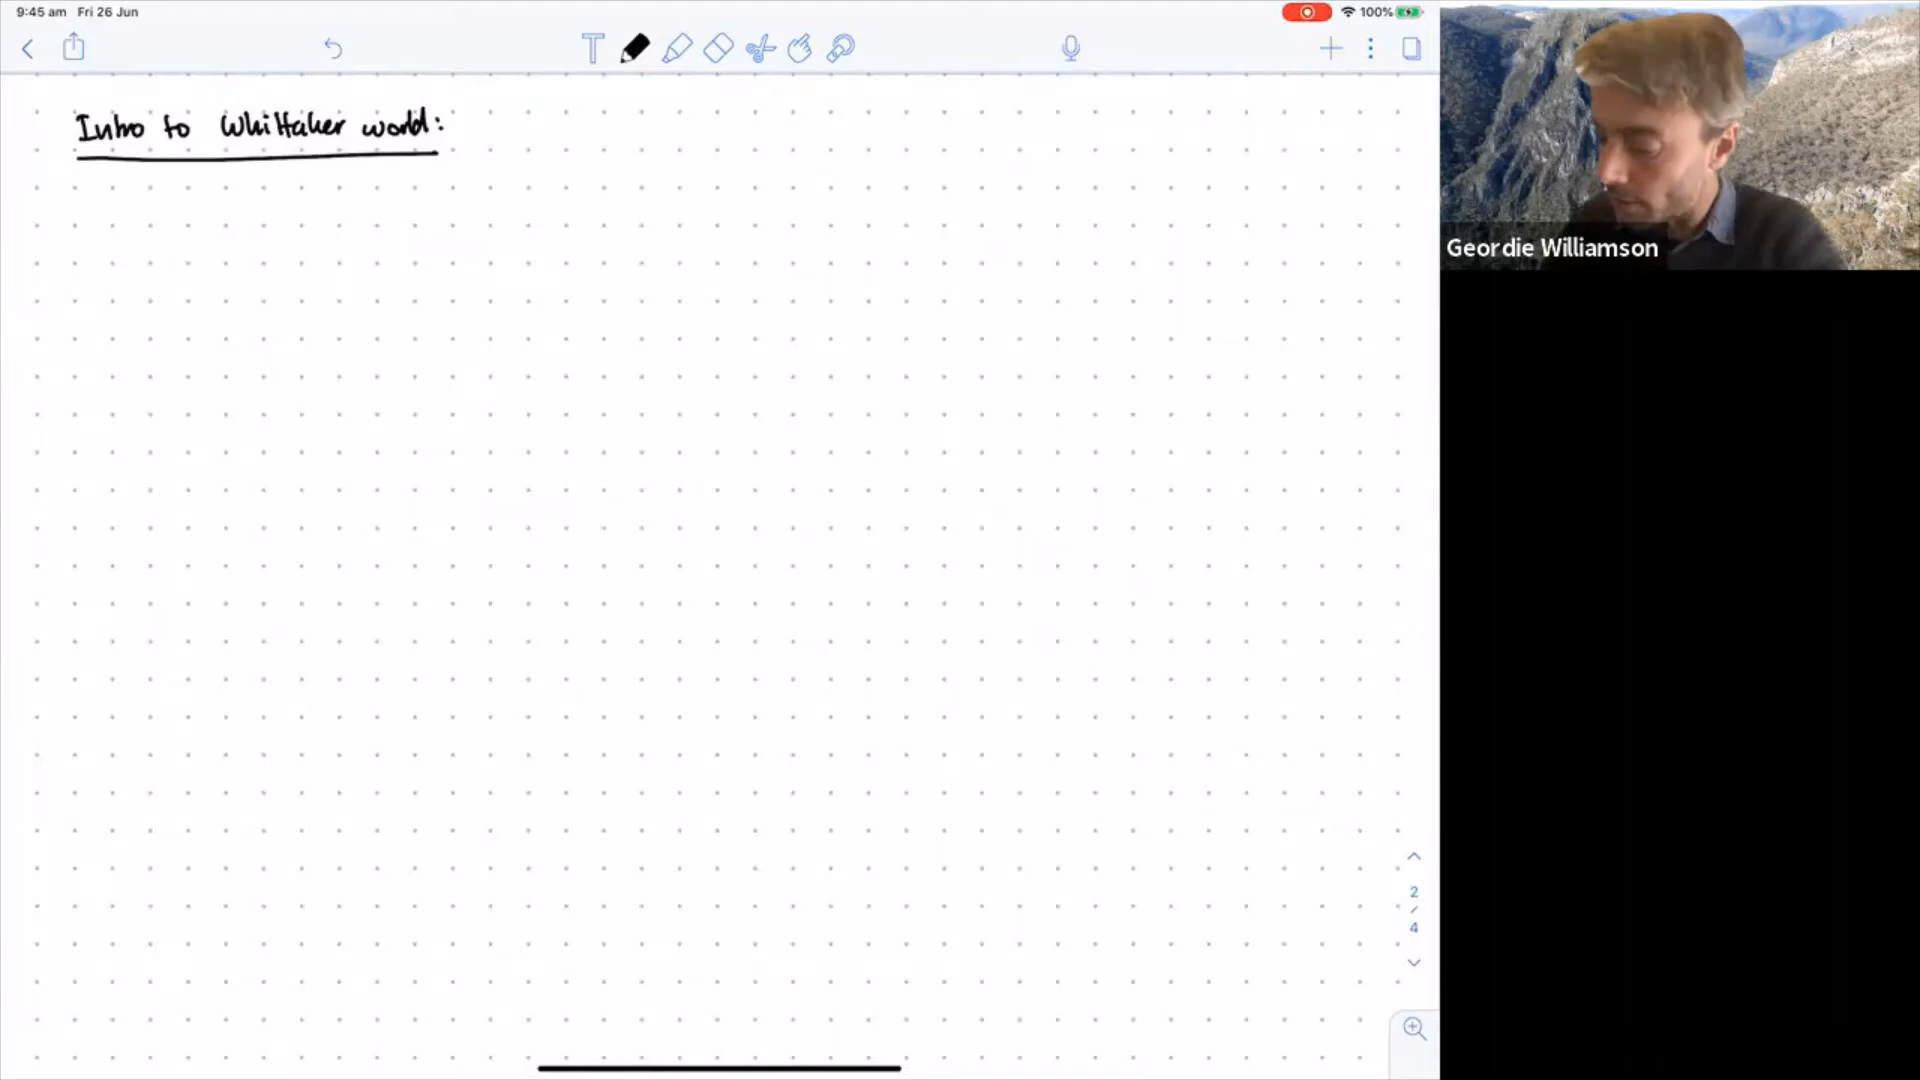 9:45 am Fri 26 Jun
100%
T
Intro to Whittaker world:
Geordie Williamson
2
/
4